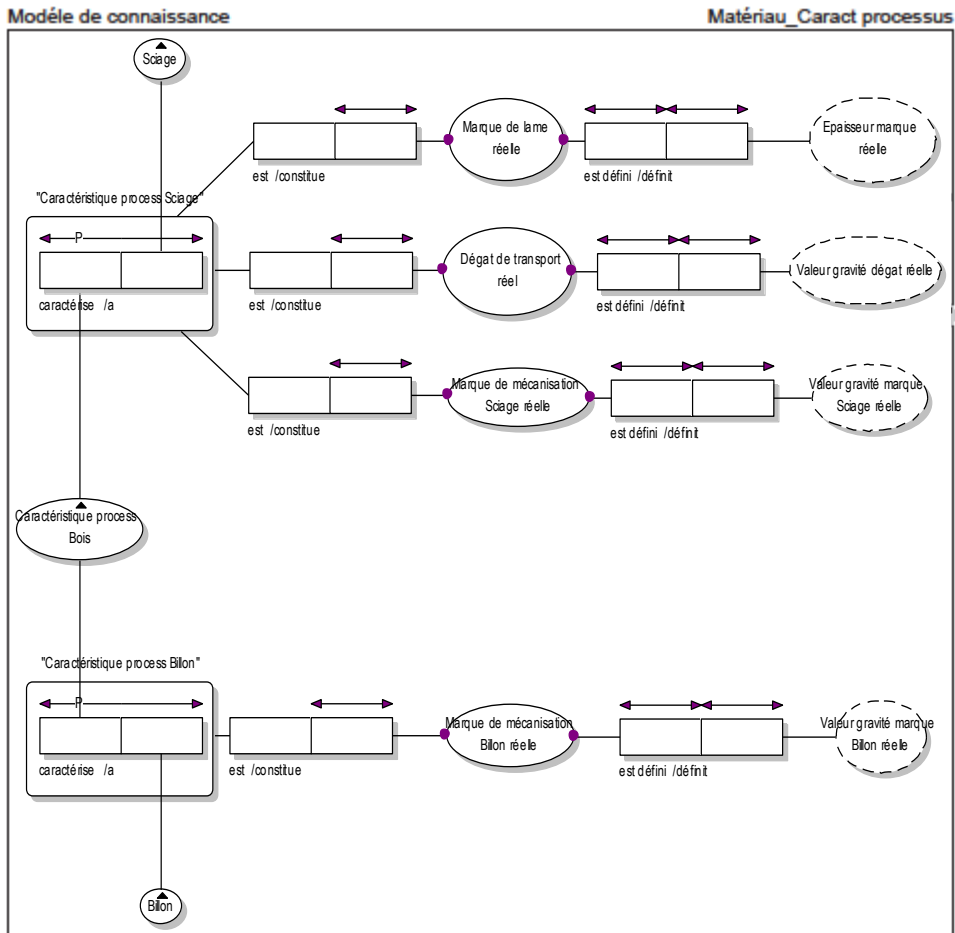 Modéle de connaissance
Matériau_Caract processus
Sciage
Marque de lame
réelle
Epaisseur marque
réelle
est /constitue
est défini /définit
"Caractéristique process Sciage"
P
Dégat de transport
réel
Valeur gravité dégat réelle
caractérise /a
est /constitue
est défini /définit
Marque de mécanisation
Sciage réelle
Valeur gravité marque
Sciage réelle
est /constitue
est défini /définit
Caractéristique process
Bois
"Caractéristique process Billon"
P
Marque de mécanisation
Billon réelle
Valeur gravité marque
Billon réelle
caractérise /a
est /constitue
est défini /définit
Billon